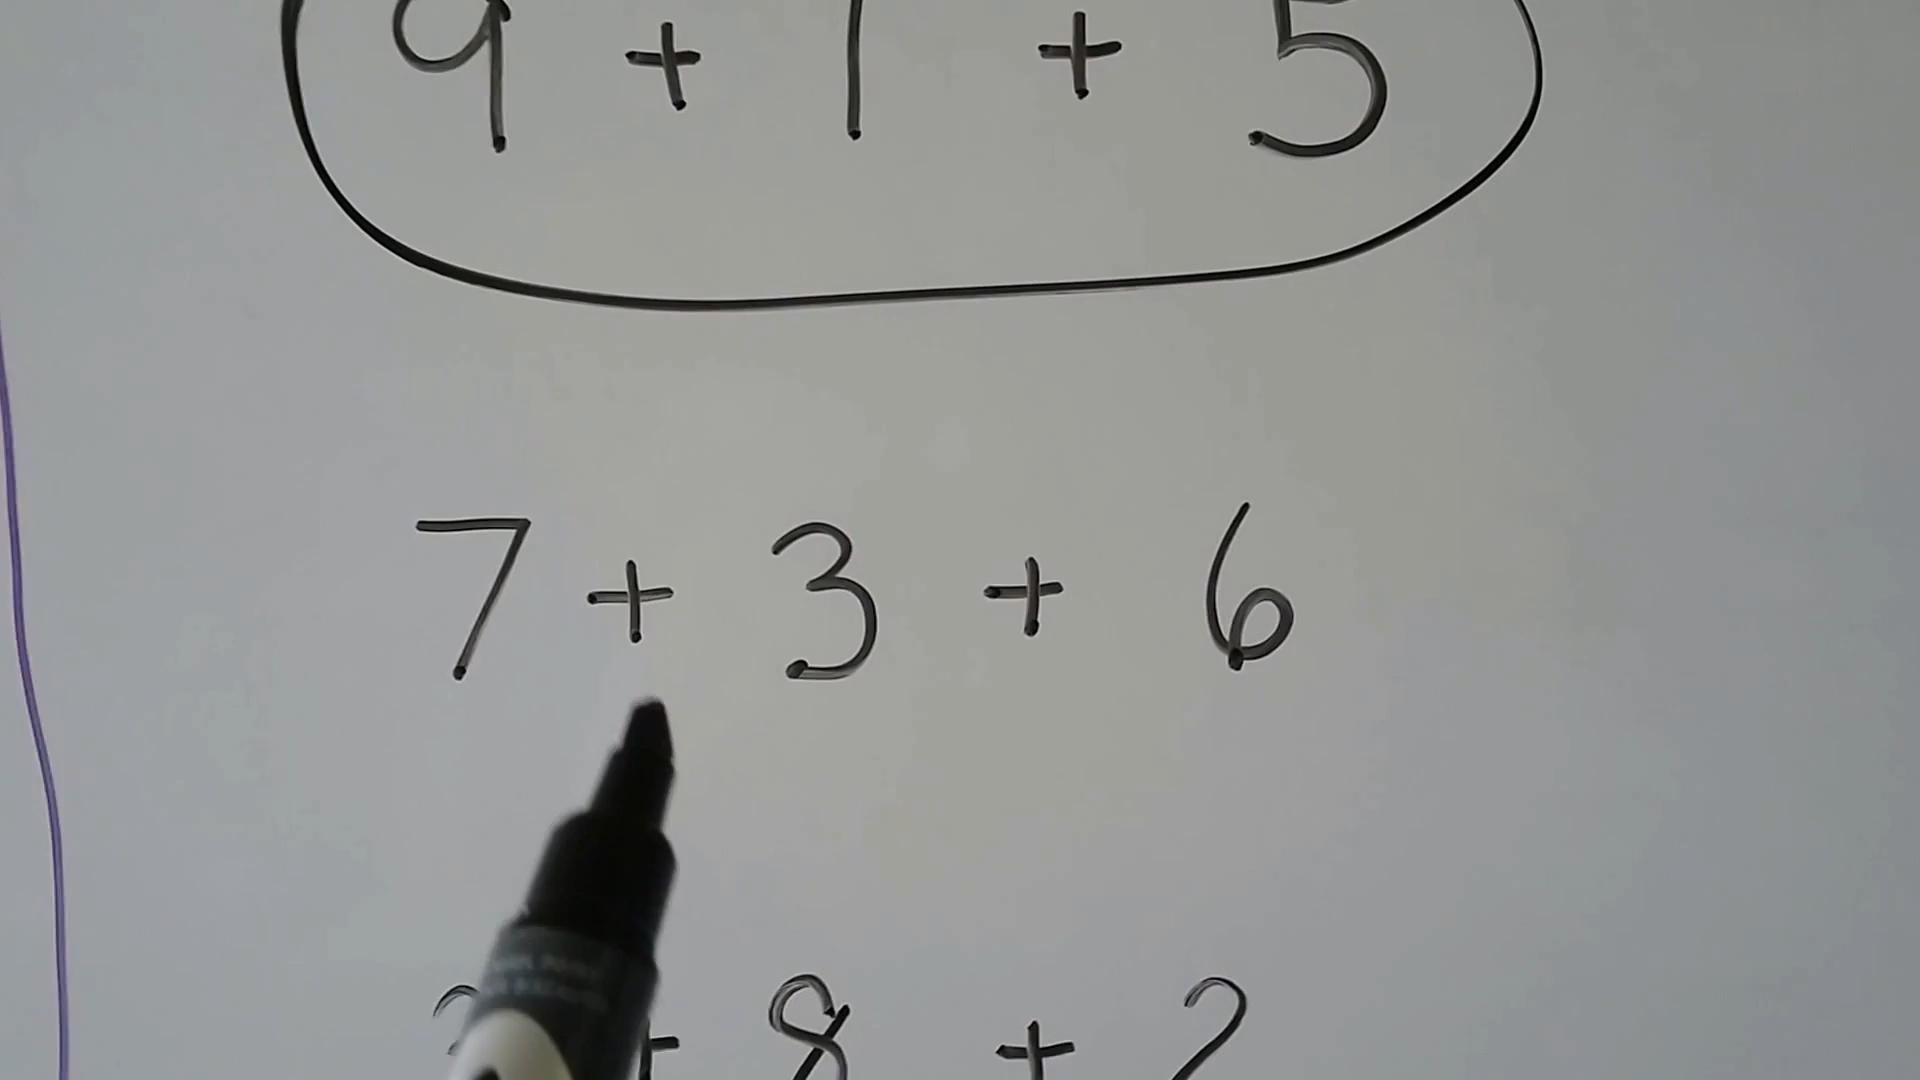 9 + 1 + 5
7 + 3 + 6
+ 8 + 2